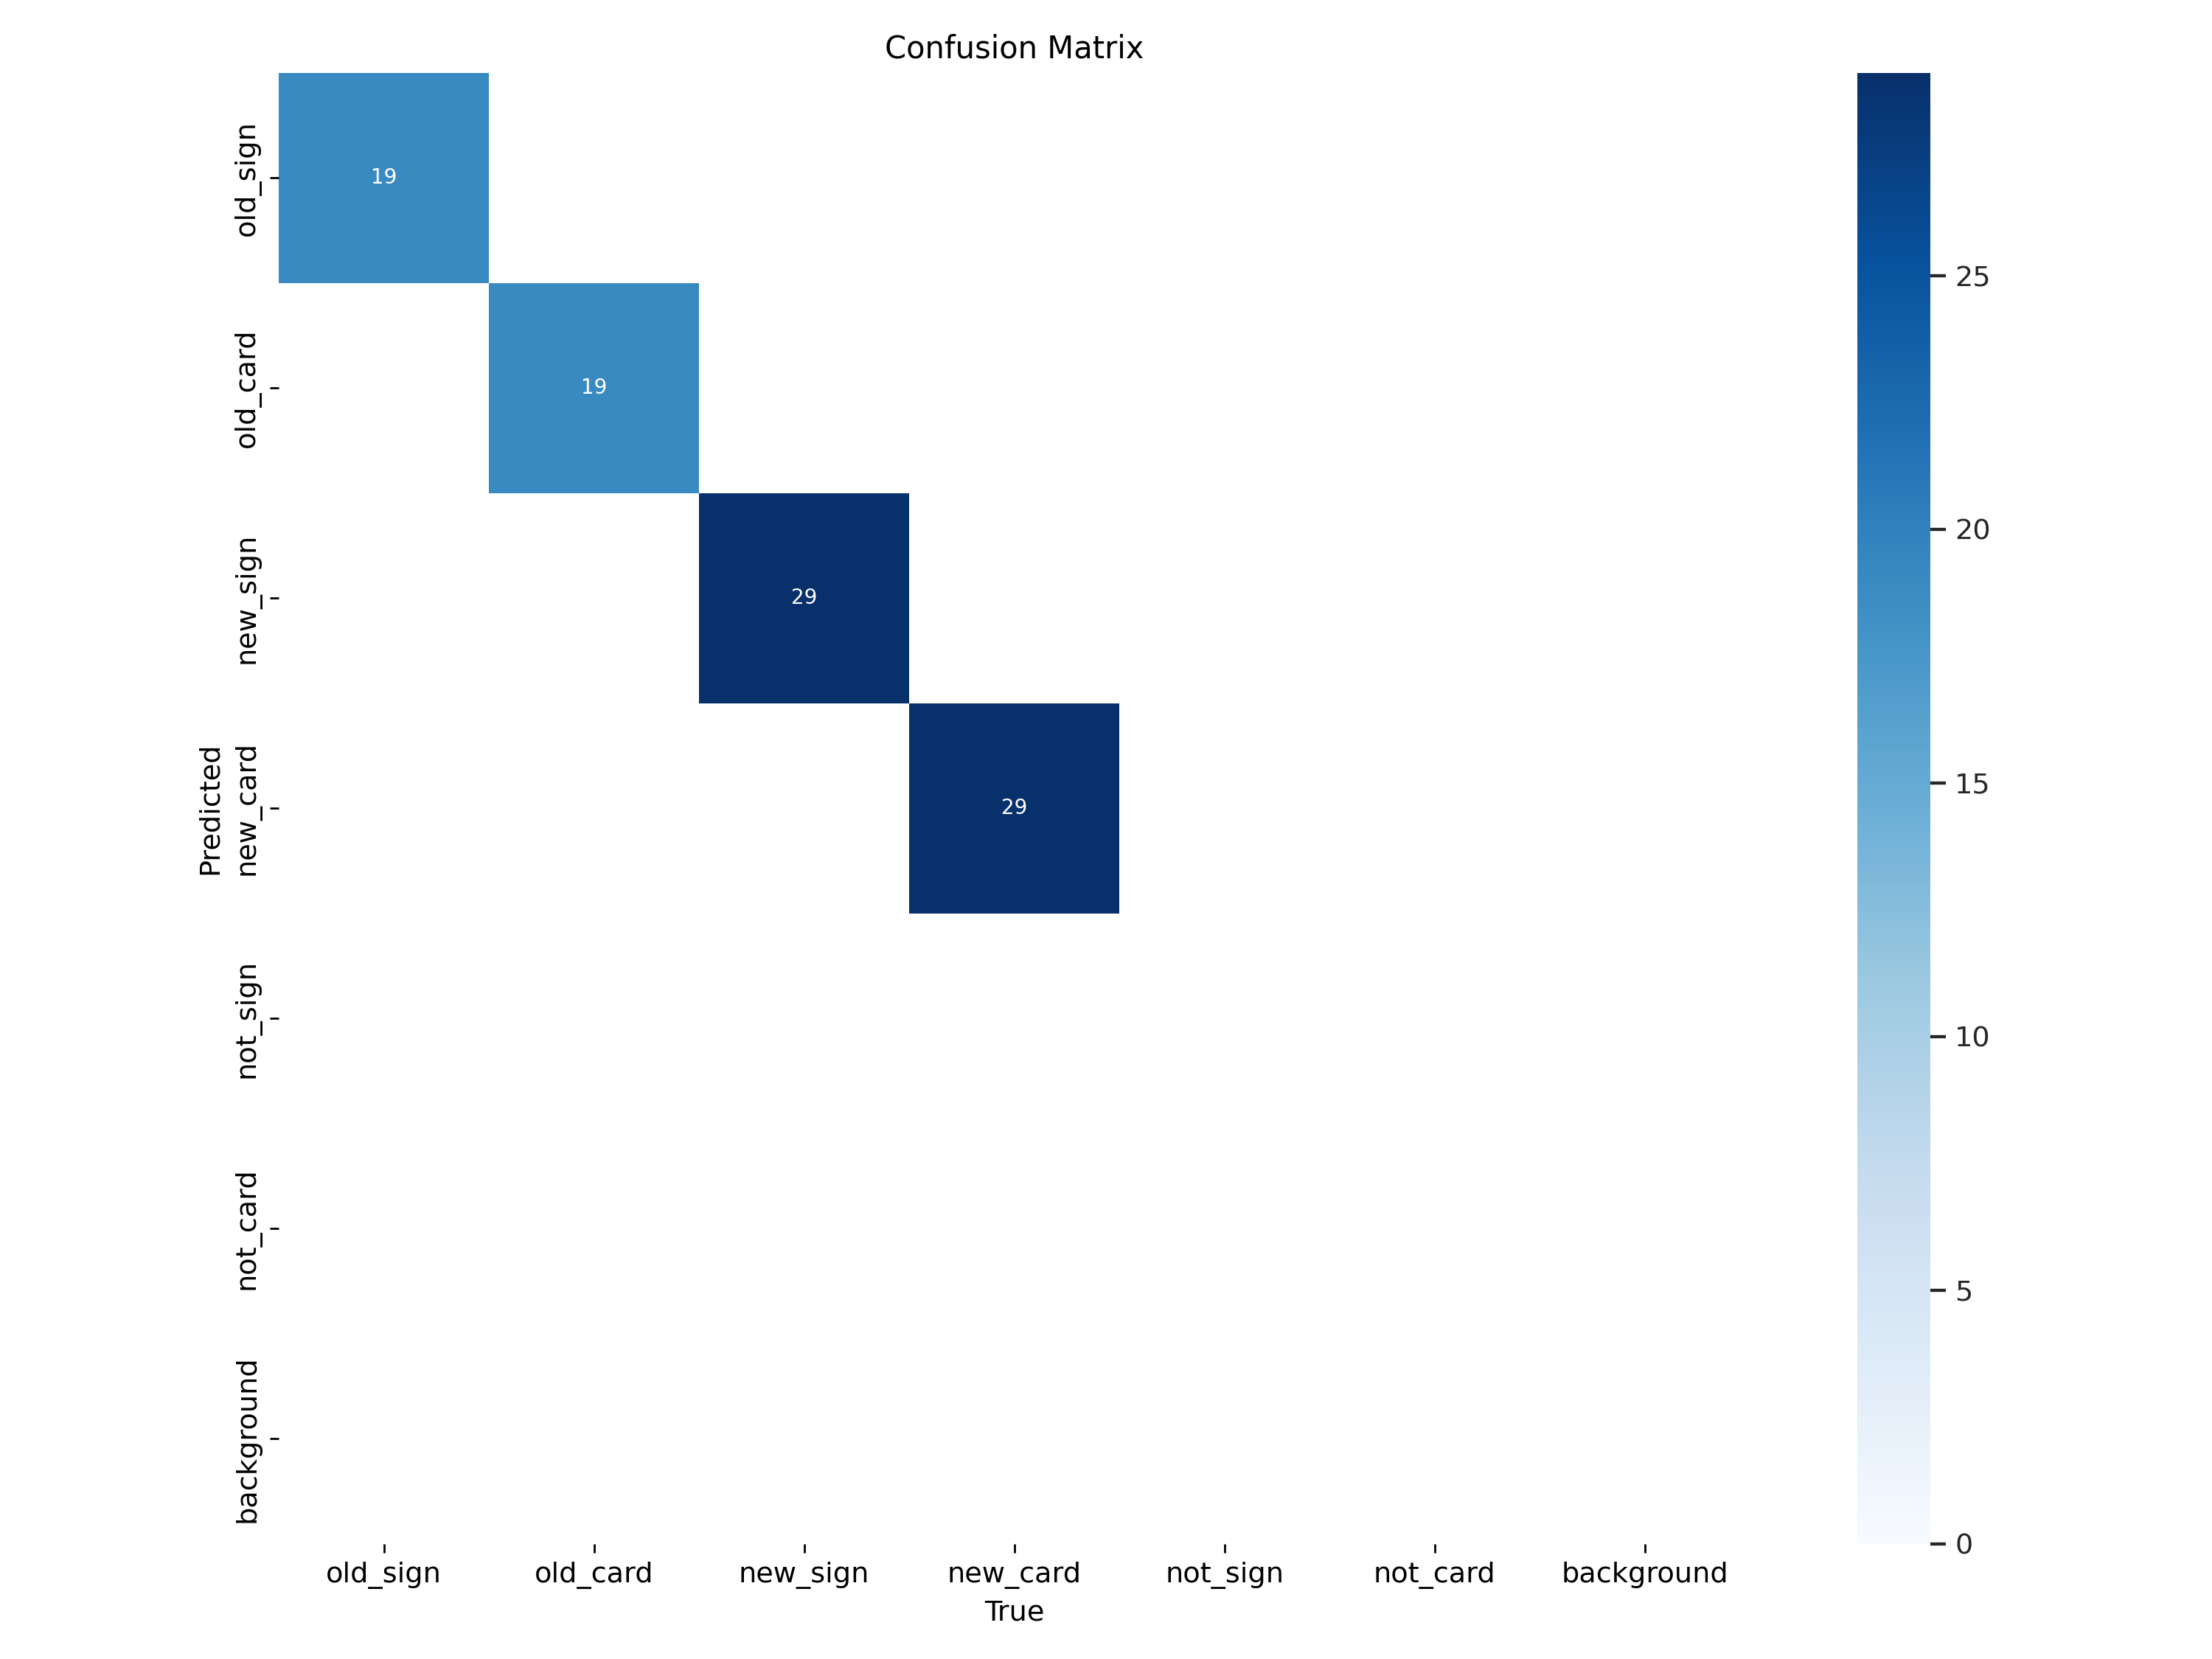 Confusion Matrix
old_sign
old_card
new_sign
new_card
not_sign
not_card
background
Predicted
19
19
29
29
old_sign old_card new_sign new_card not_sign not_card background
True
25
20
15
10
5
0